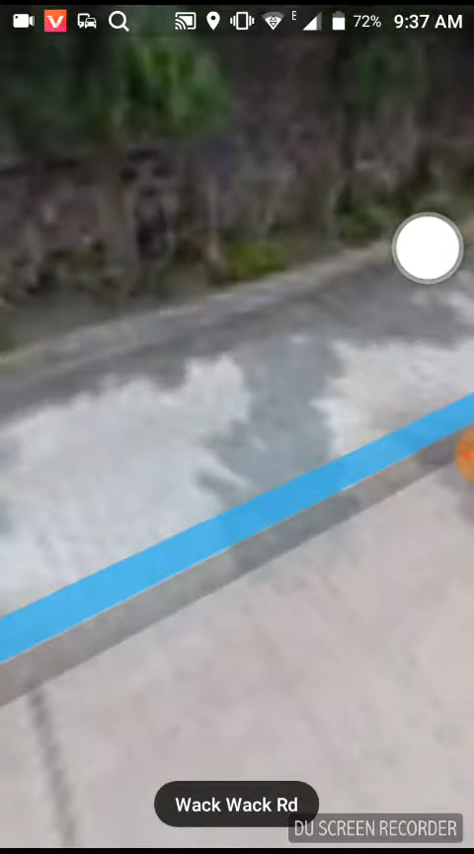 E
72%
9:37 AM
Wack Wack Rd
DU SCREEN RECORDER